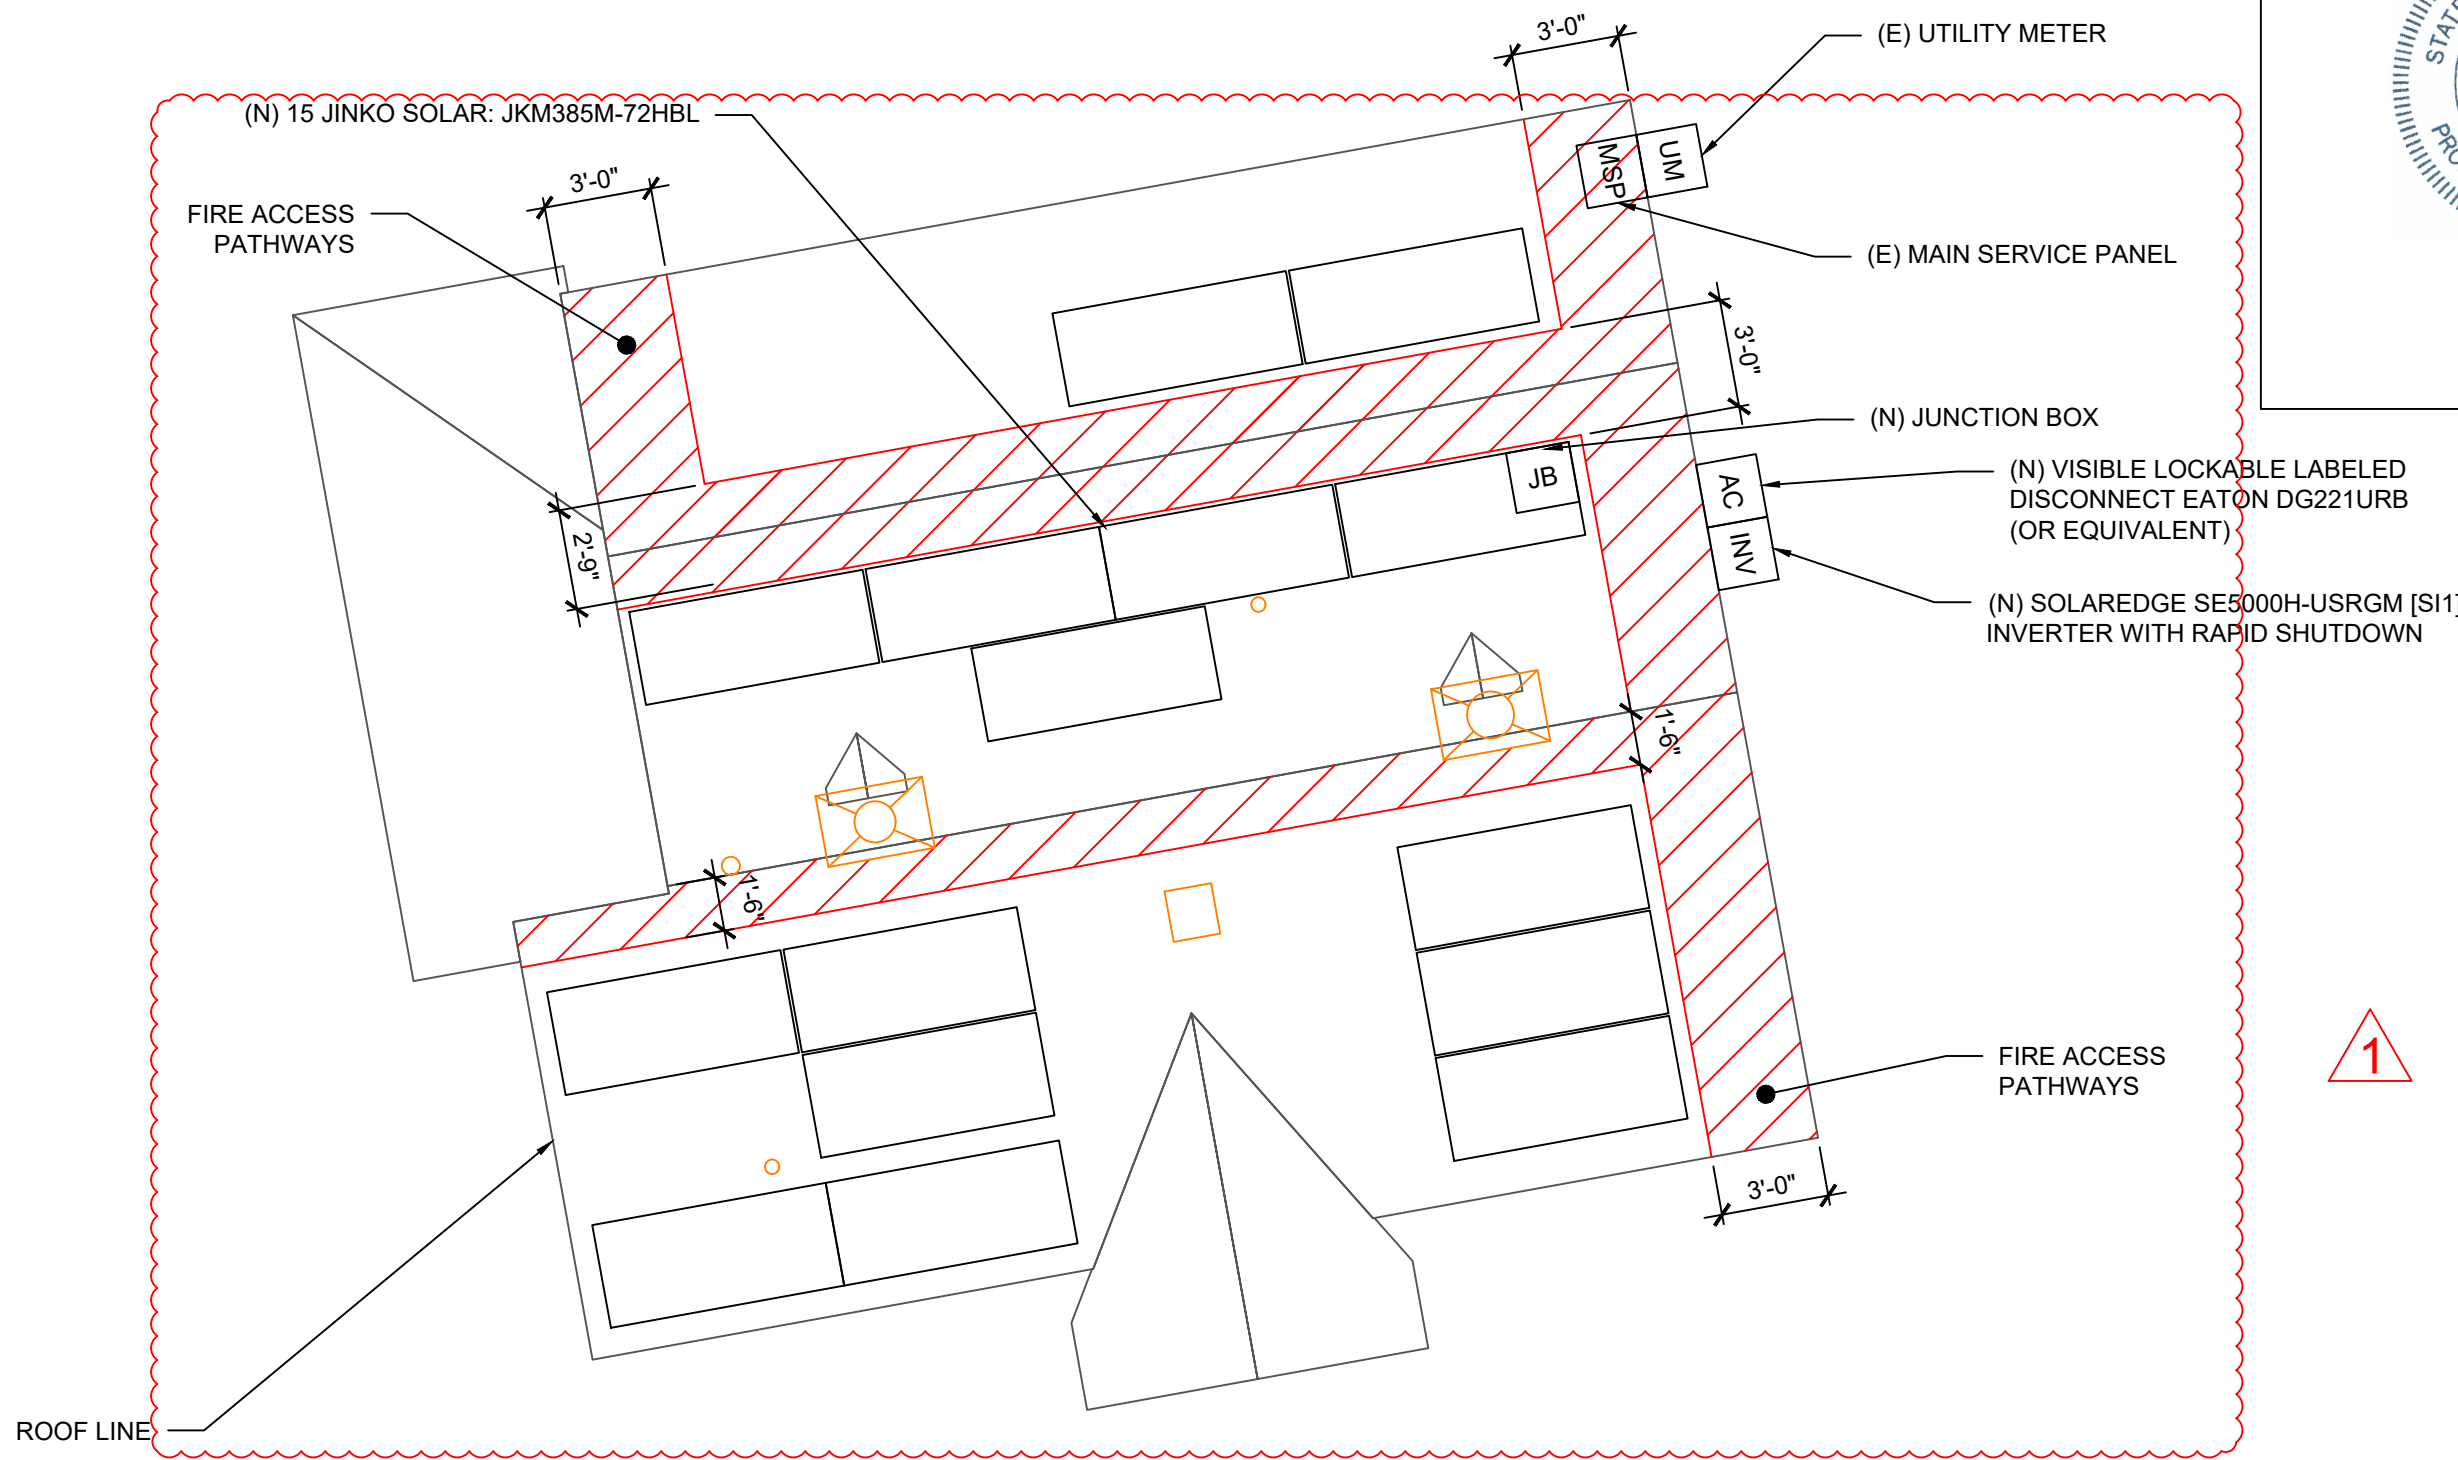 3'-0"
(E) UTILITY METER
(N) 15 JINKO SOLAR: JKM385M-72HBL
UM
MSP
3'-0"
FIRE ACCESS
PATHWAYS
(E) MAIN SERVICE PANEL
3'-0"
(N) JUNCTION BOX
JB
AC
(N) VISIBLE LOCKABLE LABELED
DISCONNECT EATON DG221URB
(OR EQUIVALENT)
2'-9"
INV
(N) SOLAREDGE SE5000H-USRGM [SI1]
INVERTER WITH RAPID SHUTDOWN
1'-6"
1'-6"
FIRE ACCESS
PATHWAYS
1
3'-0"
ROOF LINE